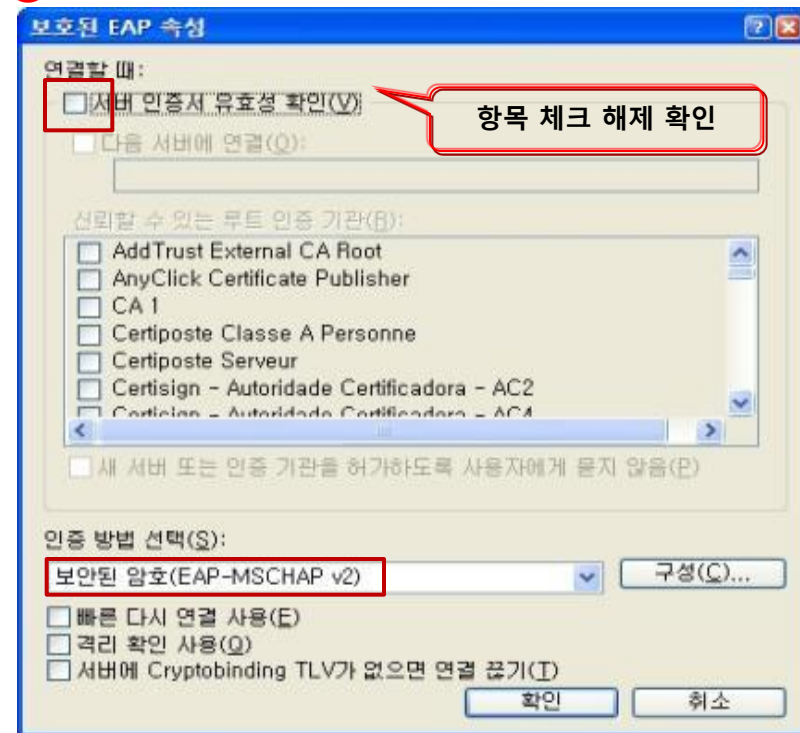 보호된 EAP 속성
연결할 때:
서버 인증서 유효성 확인(V)
항목 체크 해제 확인
다음 서버에 연결(O):
신뢰할 수 있는 루트 인증 기관(R):
AddTrust External CA Root
AnyClick Certificate Publisher
CA 1
Certiposte Classe A Personne
Certiposte Serveur
Certisign - Autoridade Certificadora - AC2
Certisign - Autoridade Certificadora - AC4
새 서버 또는 인증 기관을 허가하도록 사용자에게 묻지 않음(P)
인증 방법 선택(S):
보안된 암호(EAP-MSCHAP v2)
구성(C)...
빠른 다시 연결 사용(E)
격리 확인 사용(Q)
서버에 Cryptobinding TLV가 없으면 연결 끊기(T)
확인
취소